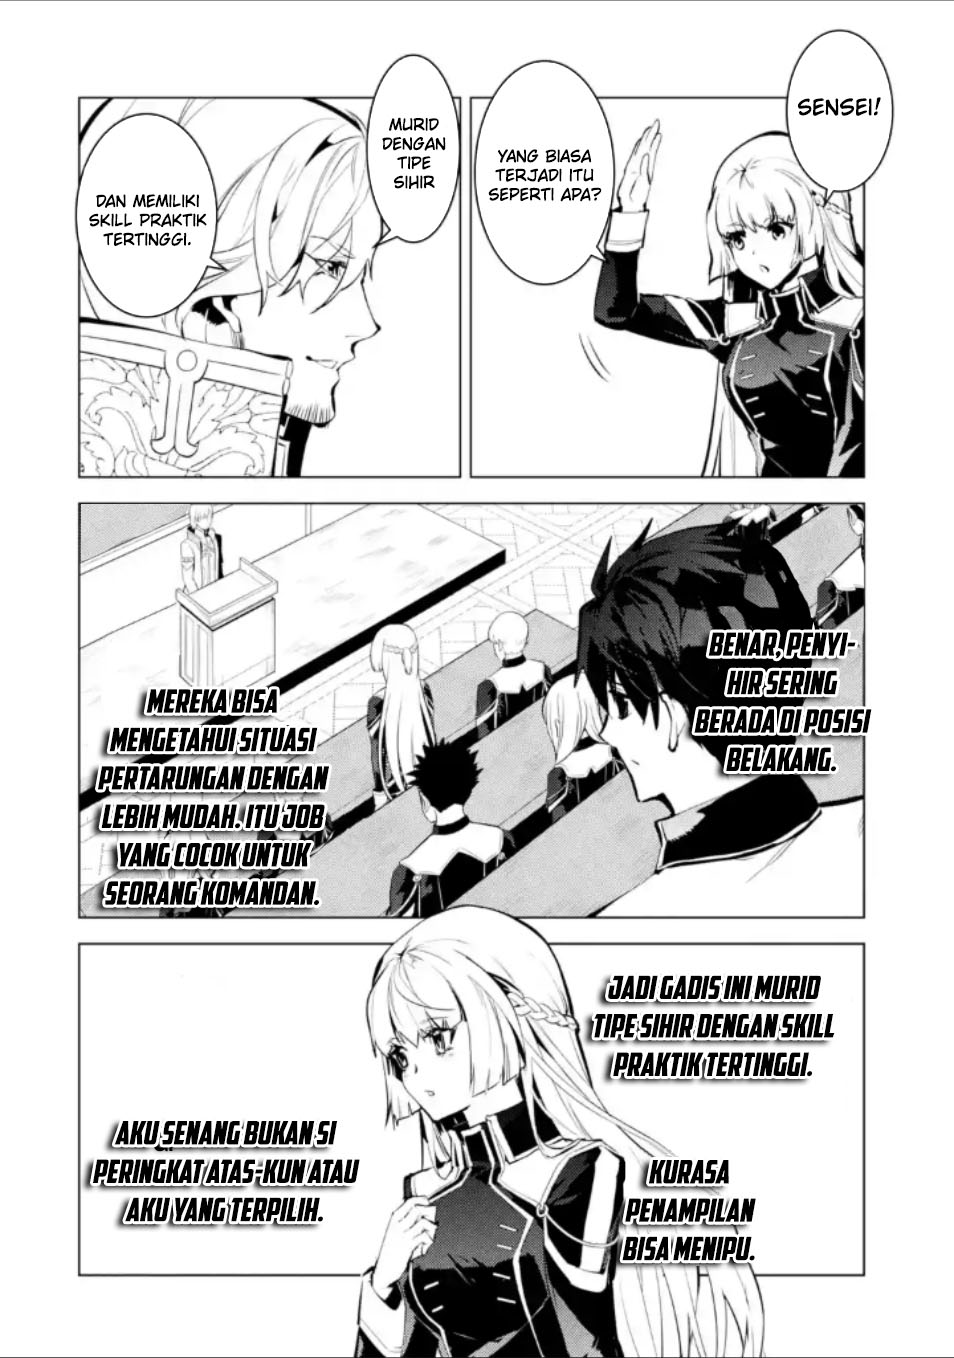 SENSEI!
YANG BIASA
TERJADI ITU
SEPERTI APA?
MURID
DENGAN
TIPE
SIHIR
DAN MEMILIKI
SKILL PRAKTIK
TERTINGGI.
BENAR, PENYI-
HIR SERING
BERADA DI POSISI
BELAKANG.
MEREKA BISA
MENGETAHUI SITUASI
PERTARUNGAN DENGAN
LEBIH MUDAH. ITU JOB
YANG COCOK UNTUK
SEORANG KOMANDAN.
JADI GADIS INI MURID
TIPE SIHIR DENGAN SKILL
PRAKTIK TERTINGGI.
KURASA
PENAMPILAN
BISA MENIPU.
AKU SENANG BUKAN SI
PERINGKAT ATAS-KUN ATAU
AKU YANG TERPILIH.